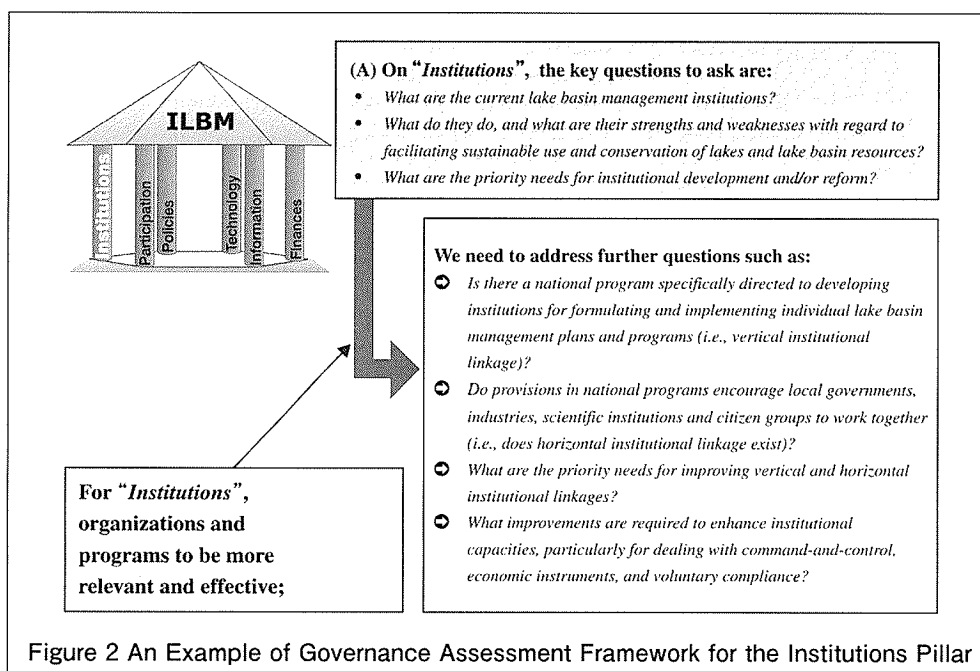 ILBM
Institutions
Participation
Policies
Technology
Information
Finances
(A) On “Institutions”, the key questions to ask are:
• What are the current lake basin management institutions?
• What do they do, and what are their strengths and weaknesses with regard to
facilitating sustainable use and conservation of lakes and lake basin resources?
• What are the priority needs for institutional development and/or reform?
We need to address further questions such as:
➲ Is there a national program specifically directed to developing
institutions for formulating and implementing individual lake basin
management plans and programs (i.e., vertical institutional
linkage)?
➲ Do provisions in national programs encourage local governments,
industries, scientific institutions and citizen groups to work together
(i.e., does horizontal institutional linkage exist)?
➲ What are the priority needs for improving vertical and horizontal
institutional linkages?
➲ What improvements are required to enhance institutional
capacities, particularly for dealing with command-and-control,
economic instruments, and voluntary compliance?
For “Institutions”,
organizations and
programs to be more
relevant and effective;
Figure 2 An Example of Governance Assessment Framework for the Institutions Pillar